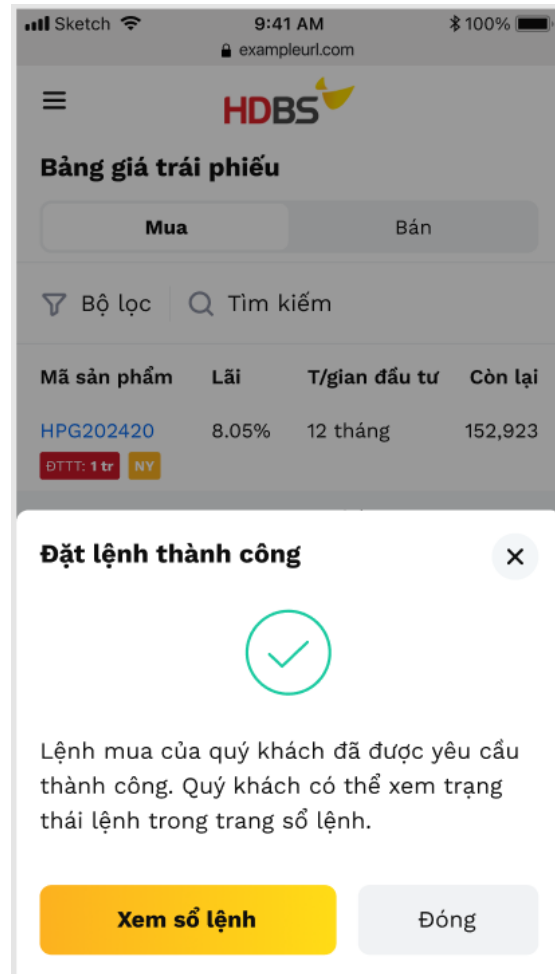 Sketch 9:41 AM 100%
exampleurl.com
HDBS
Bảng giá trái phiếu
Mua Bán
Bộ lọc Tìm kiếm
Mã sản phẩm Lãi T/gian đầu tư Còn lại
HPG202420 8.05% 12 tháng 152,923
ĐTTT: 1 tr NY
Đặt lệnh thành công
Lệnh mua của quý khách đã được yêu cầu
thành công. Quý khách có thể xem trạng
thái lệnh trong trang sổ lệnh.
Xem sổ lệnh Đóng